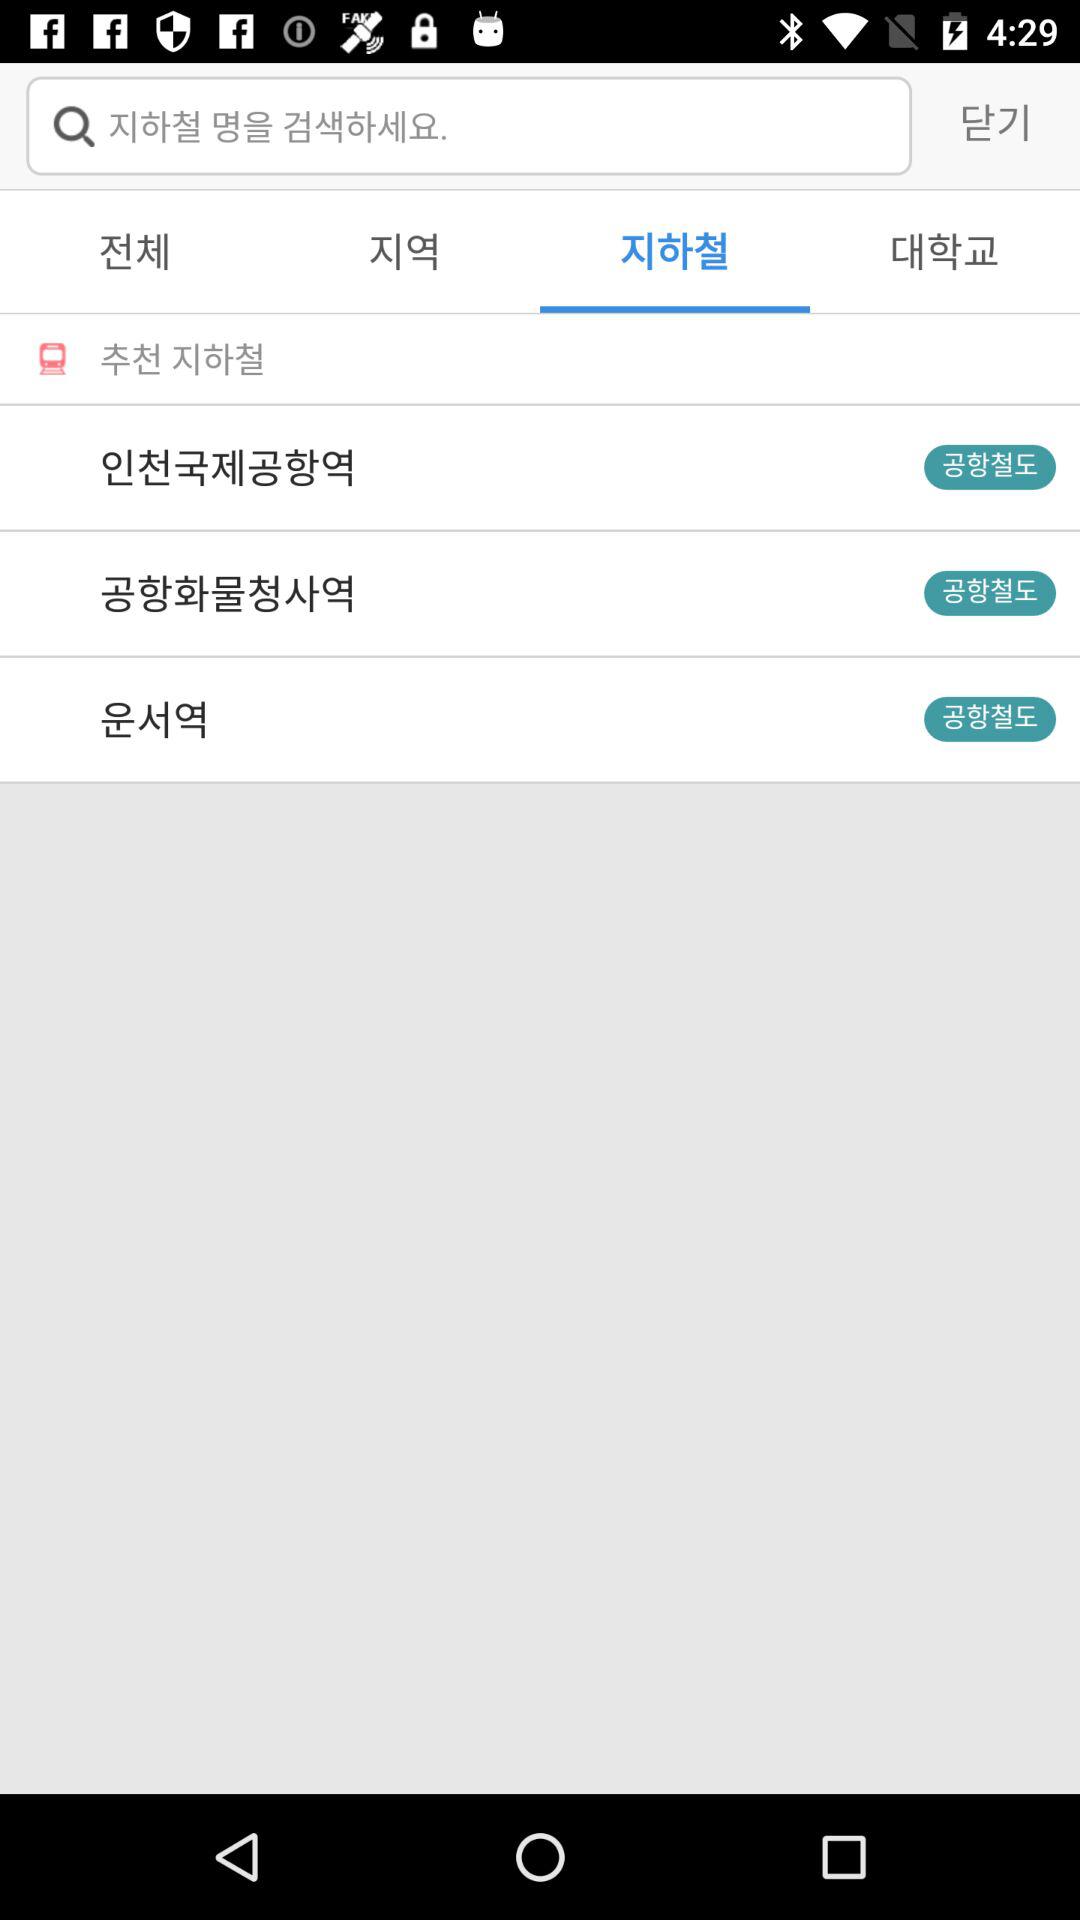 FAKE 4:29
지하철 명을 검색하세요. 닫기
전체 지역 지하철 대학교
추천 지하철
인천국제공항역 공항철도
공항화물청사역 공항철도
운서역 공항철도